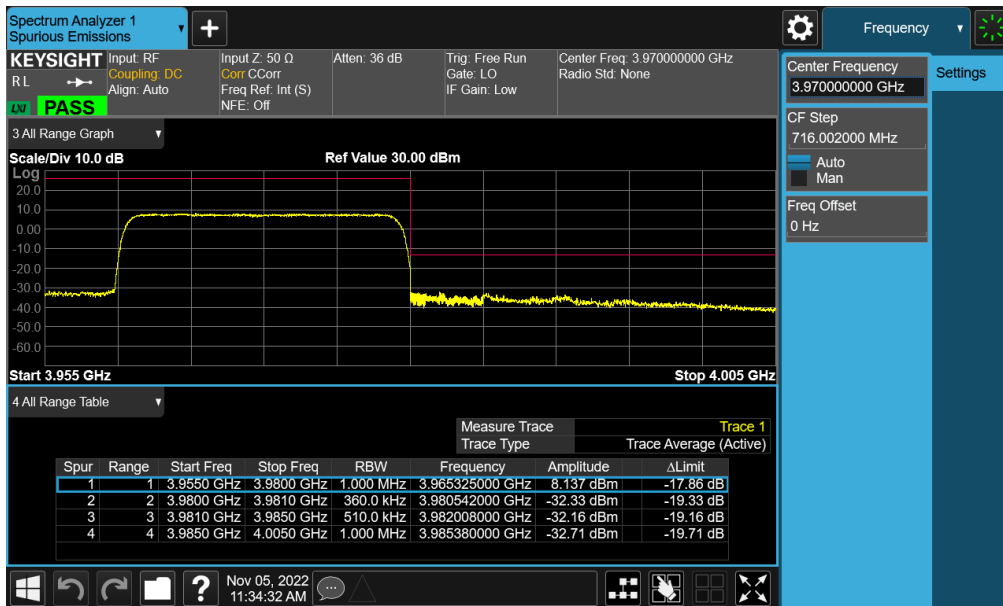 Spectrum Analyzer 1
Spurious Emissions
Frequency
KEYSIGHT
R L
LXI
PASS
Input: RF
Coupling: DC
Align: Auto
Input Z: 50 Ω
Corr CCorr
Freq Ref: Int (S)
NFE: Off
Atten: 36 dB
Trig: Free Run
Gate: LO
IF Gain: Low
Center Freq: 3.970000000 GHz
Radio Std: None
Center Frequency
3.970000000 GHz
Settings
CF Step
716.002000 MHz
Auto
Man
Freq Offset
0 Hz
3 All Range Graph
Scale/Div 10.0 dB
Ref Value 30.00 dBm
Log
20.0
10.0
0.00
-10.0
-20.0
-30.0
-40.0
-50.0
-60.0
Start 3.955 GHz
Stop 4.005 GHz
4 All Range Table
Measure Trace Trace 1
Trace Type Trace Average (Active)
Spur Range Start Freq Stop Freq RBW Frequency Amplitude ΔLimit
1 1 3.9550 GHz 3.9800 GHz 1.000 MHz 3.965325000 GHz 8.137 dBm -17.86 dB
2 2 3.9800 GHz 3.9810 GHz 360.0 kHz 3.980542000 GHz -32.33 dBm -19.33 dB
3 3 3.9810 GHz 3.9850 GHz 510.0 kHz 3.982008000 GHz -32.16 dBm -19.16 dB
4 4 3.9850 GHz 4.0050 GHz 1.000 MHz 3.985380000 GHz -32.71 dBm -19.71 dB
Nov 05, 2022
11:34:32 AM